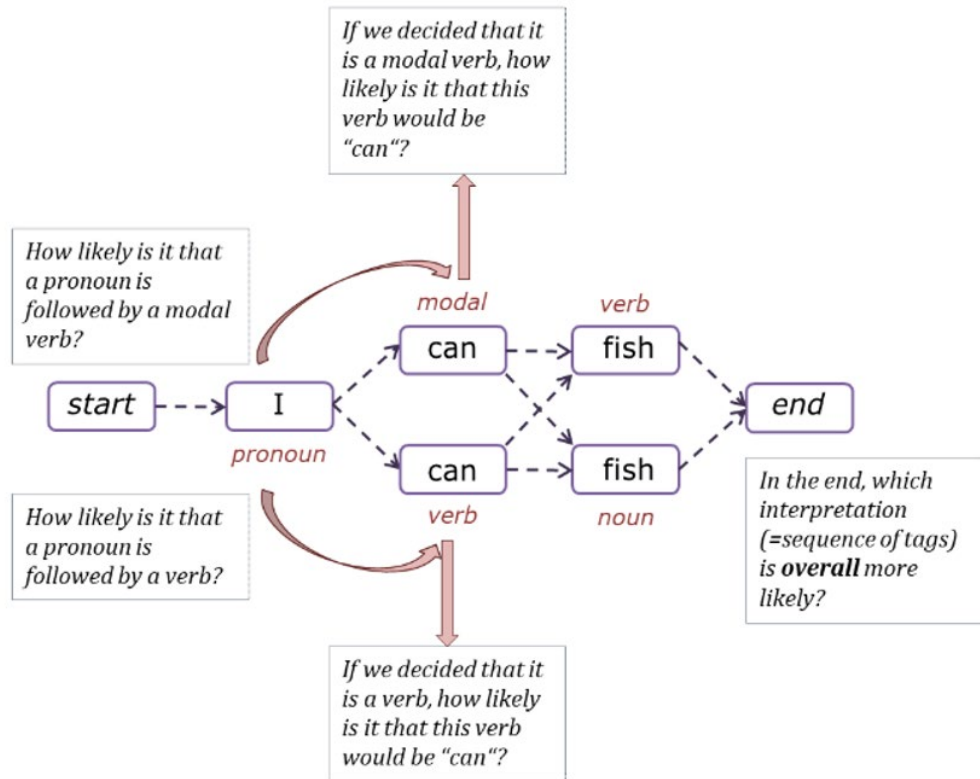 If we decided that it
is a modal verb, how
likely is it that this
verb would be
“can“?
How likely is it that
a pronoun is
followed by a modal
verb?
modal
verb
can
fish
start
I
end
pronoun
can
fish
verb
noun
How likely is it that
a pronoun is
followed by a verb?
In the end, which
interpretation
(=sequence of tags)
is overall more
likely?
If we decided that it
is a verb, how likely
is it that this verb
would be “can“?